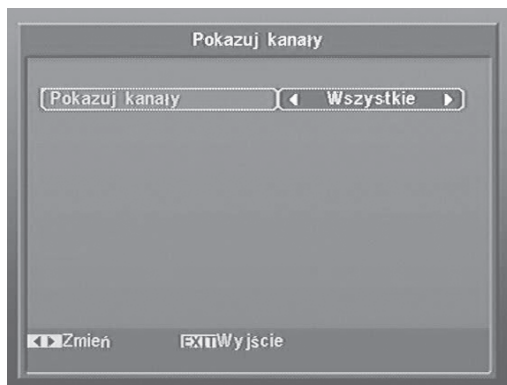 Pokazuj kanały
Pokazuj kanały ◀ Wszystkie ▶
◀▶ Zmień EXIT Wyjście